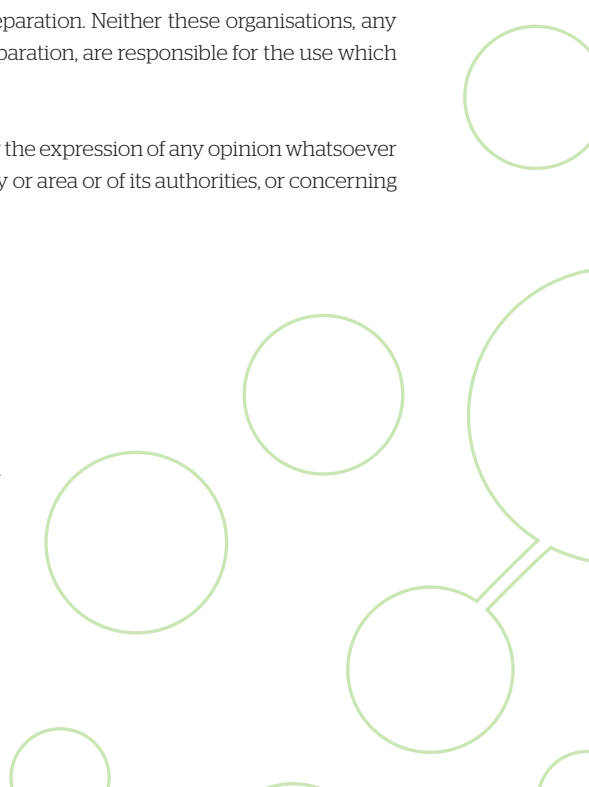 eparation. Neither these organisations, any
paration, are responsible for the use which
the expression of any opinion whatsoever
y or area or of its authorities, or concerning